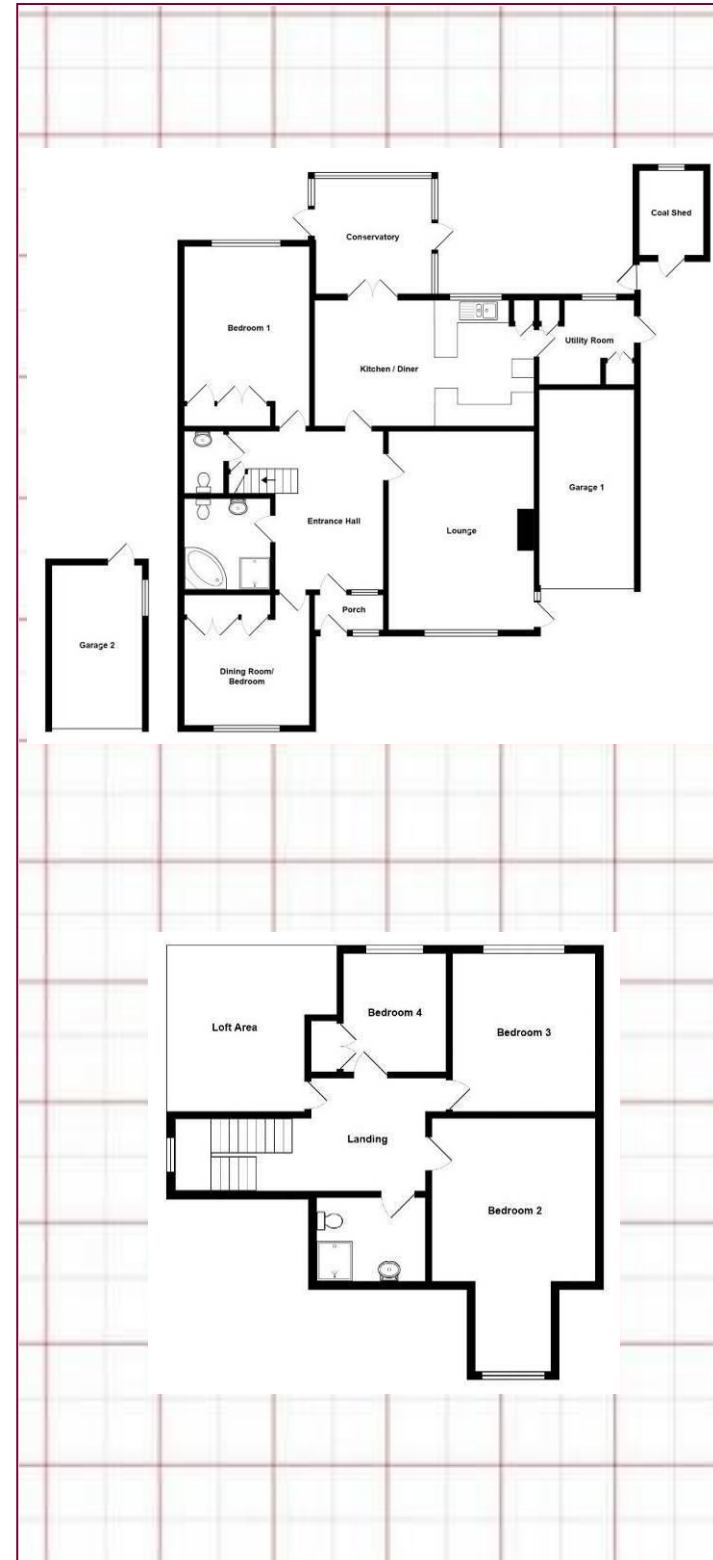 Coal Shed
Conservatory
Bedroom 1
Utility Room
Kitchen / Diner
Garage 1
Entrance Hall
Lounge
Porch
Garage 2
Dining Room/
Bedroom
Bedroom 4
Loft Area
Bedroom 3
Landing
Bedroom 2